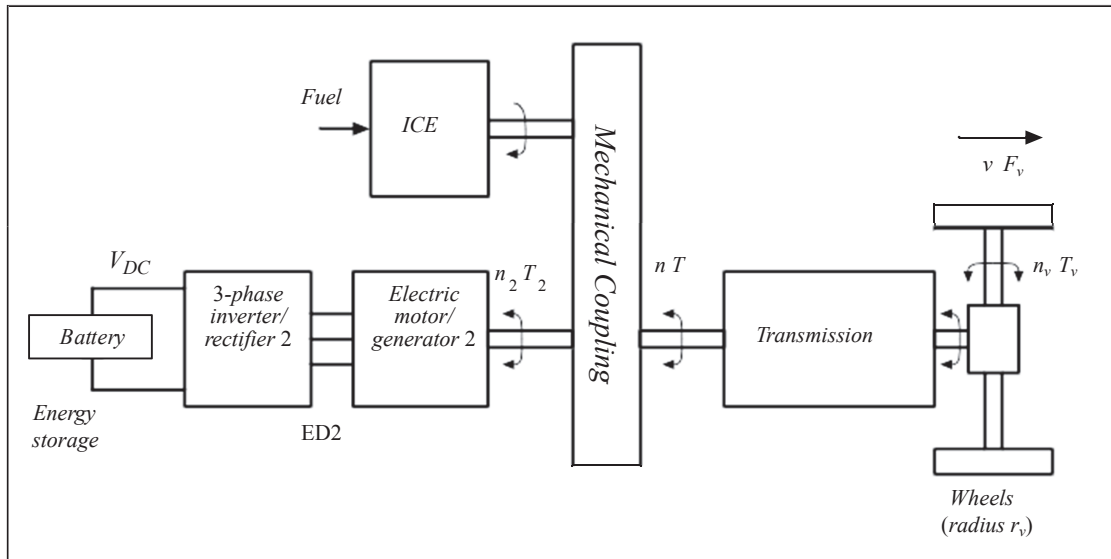 Fuel
ICE
Mechanical Coupling
v F_v
V_DC
n_2 T_2
n T
n_v T_v
3-phase
inverter/
rectifier 2
Electric
motor/
generator 2
Battery
Transmission
Energy
storage
ED2
Wheels
(radius r_v)